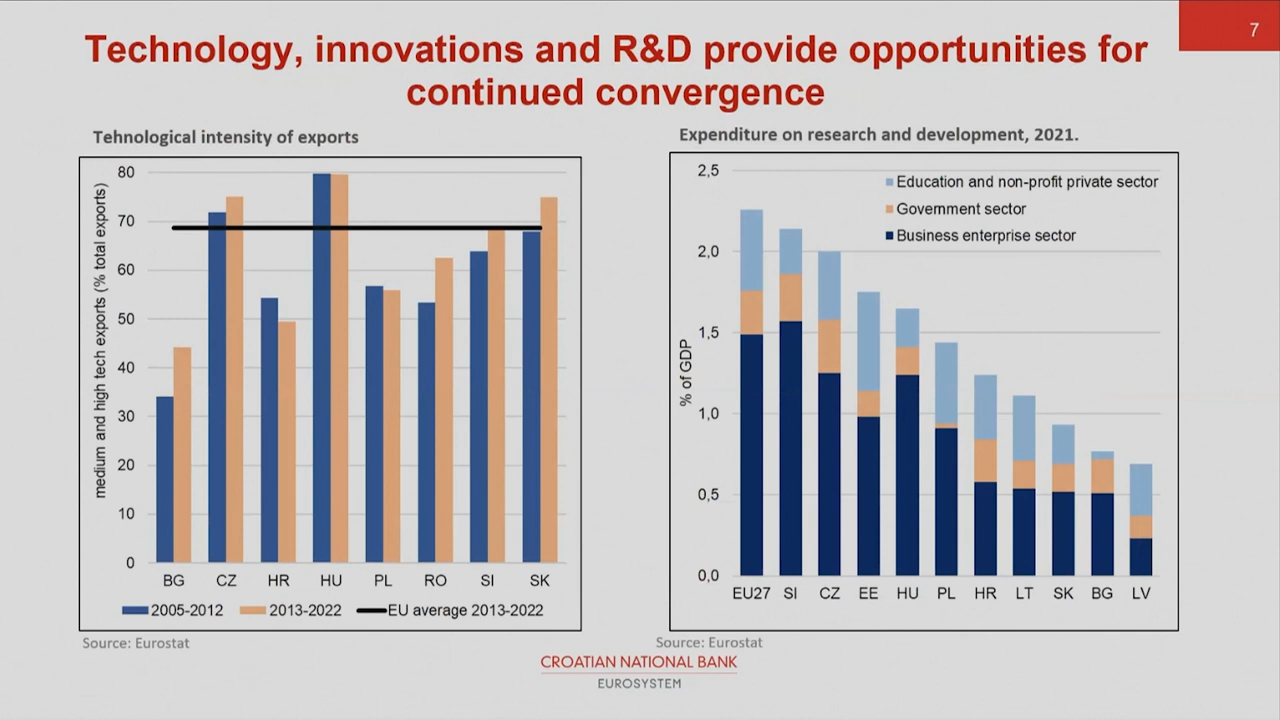 7
Technology, innovations and R&D provide opportunities for
continued convergence
Tehnological intensity of exports
medium and high tech exports (% total exports)
80
70
60
50
40
30
20
10
0
BG CZ HR HU PL RO SI SK
2005-2012 2013-2022 EU average 2013-2022
Source: Eurostat
Expenditure on research and development, 2021.
% of GDP
2,5
2,0
1,5
1,0
0,5
0,0
Education and non-profit private sector
Government sector
Business enterprise sector
EU27 SI CZ EE HU PL HR LT SK BG LV
Source: Eurostat
CROATIAN NATIONAL BANK
EUROSYSTEM